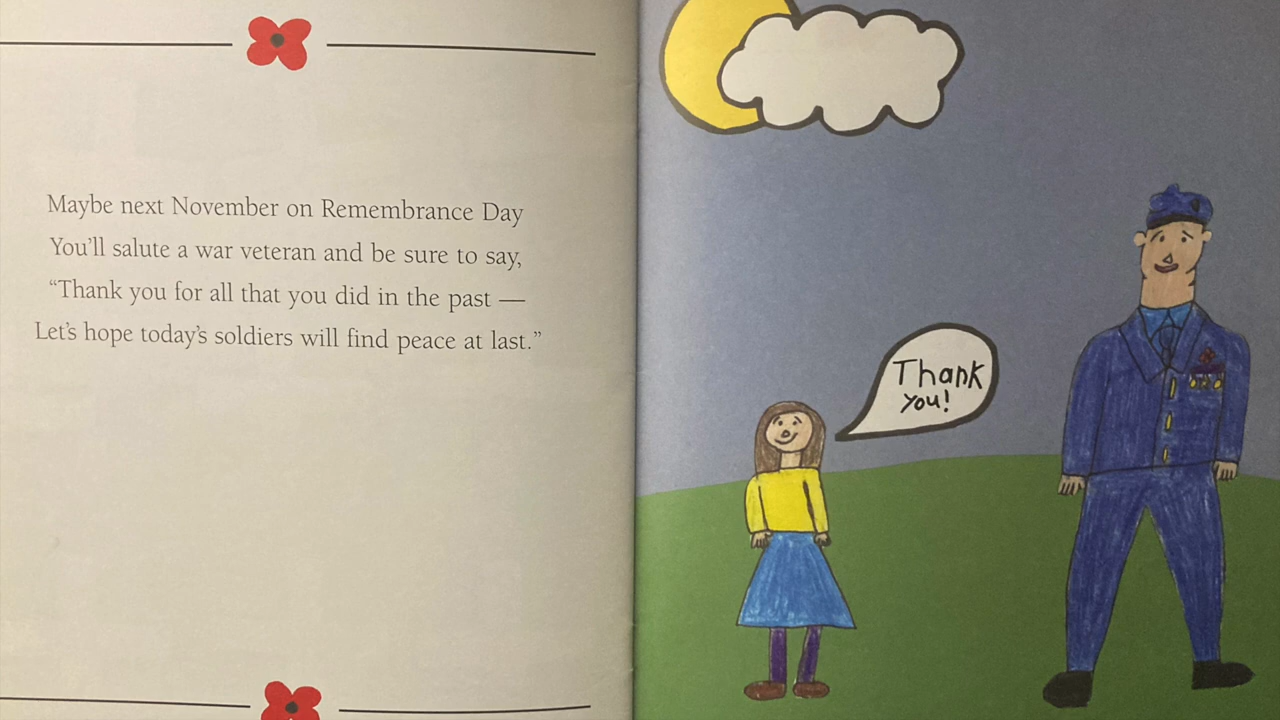 Maybe next November on Remembrance Day
You’ll salute a war veteran and be sure to say,
“Thank you for all that you did in the past —
Let’s hope today’s soldiers will find peace at last.”
Thank
you!